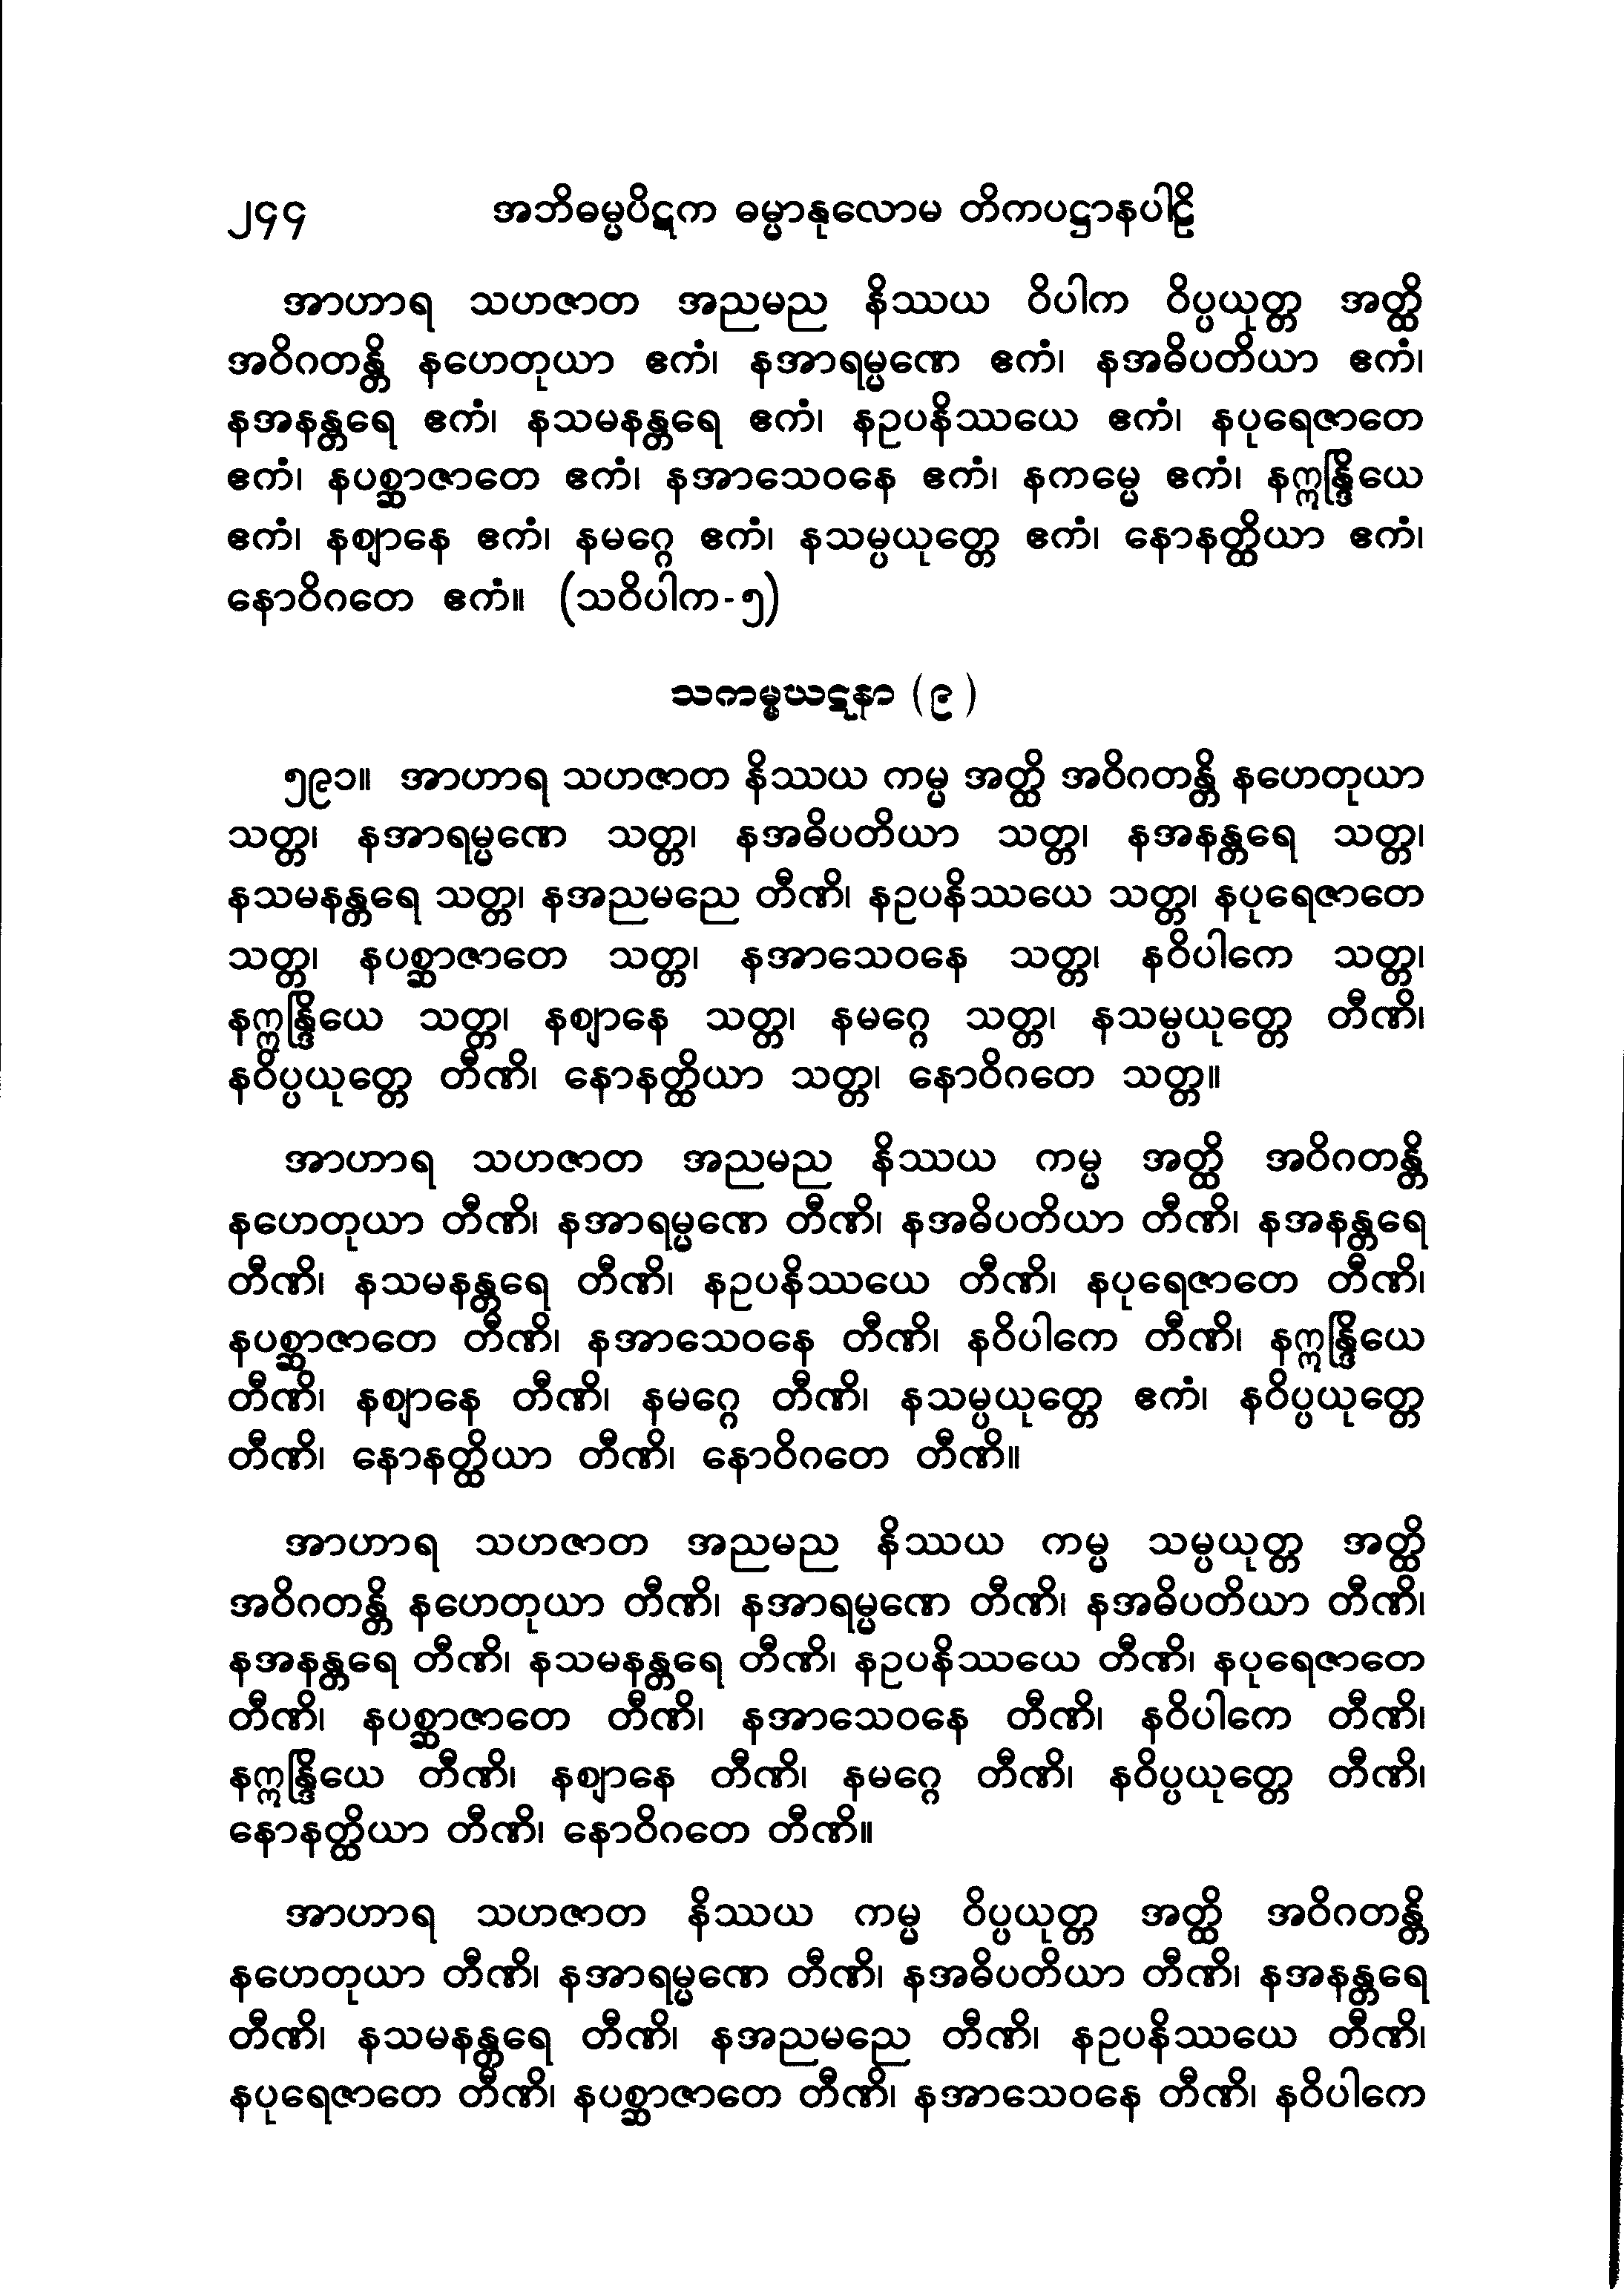 ၂၄၄ အဘိဓမ္မပိဋက ဓမ္မာနုလောမ တိကပဋ္ဌာနပါဠိ
အာဟာရ သဟဇာတ အညမည နိဿယ ဝိပါက ဝိပ္ပယုတ္တ အတ္ထိ
အဝိဂတန္တိ နဟေတုယာ ဧကံ၊ နအာရမ္မဏေ ဧကံ၊ နအဓိပတိယာ ဧကံ၊
နအနန္တရေ ဧကံ၊ နသမနန္တရေ ဧကံ၊ နဥပနိဿယေ ဧကံ၊ နပုရေဇာတေ
ဧကံ၊ နပစ္ဆာဇာတေ ဧကံ၊ နအာသေဝနေ ဧကံ၊ နကမ္မေ ဧကံ၊ နဣန္ဒြိယေ
ဧကံ၊ နဈာနေ ဧကံ၊ နမဂ္ဂေ ဧကံ၊ နသမ္ပယုတ္တေ ဧကံ၊ နောနတ္ထိယာ ဧကံ၊
နောဝိဂတေ ဧကံ။ (သဝိပါက-၅)
သကမ္မဃဋနာ (၉)
၅၉၁။ အာဟာရ သဟဇာတ နိဿယ ကမ္မ အတ္ထိ အဝိဂတန္တိ နဟေတုယာ
သတ္တ၊ နအာရမ္မဏေ သတ္တ၊ နအဓိပတိယာ သတ္တ၊ နအနန္တရေ သတ္တ၊
နသမနန္တရေ သတ္တ၊ နအညမညေ တီဏိ၊ နဥပနိဿယေ သတ္တ၊ နပုရေဇာတေ
သတ္တ၊ နပစ္ဆာဇာတေ သတ္တ၊ နအာသေဝနေ သတ္တ၊ နဝိပါကေ သတ္တ၊
နဣန္ဒြိယေ သတ္တ၊ နဈာနေ သတ္တ၊ နမဂ္ဂေ သတ္တ၊ နသမ္ပယုတ္တေ တီဏိ၊
နဝိပ္ပယုတ္တေ တီဏိ၊ နောနတ္ထိယာ သတ္တ၊ နောဝိဂတေ သတ္တ။
အာဟာရ သဟဇာတ အညမည နိဿယ ကမ္မ အတ္ထိ အဝိဂတန္တိ
နဟေတုယာ တီဏိ၊ နအာရမ္မဏေ တီဏိ၊ နအဓိပတိယာ တီဏိ၊ နအနန္တရေ
တီဏိ၊ နသမနန္တရေ တီဏိ၊ နဥပနိဿယေ တီဏိ၊ နပုရေဇာတေ တီဏိ၊
နပစ္ဆာဇာတေ တီဏိ၊ နအာသေဝနေ တီဏိ၊ နဝိပါကေ တီဏိ၊ နဣန္ဒြိယေ
တီဏိ၊ နဈာနေ တီဏိ၊ နမဂ္ဂေ တီဏိ၊ နသမ္ပယုတ္တေ ဧကံ၊ နဝိပ္ပယုတ္တေ
တီဏိ၊ နောနတ္ထိယာ တီဏိ၊ နောဝိဂတေ တီဏိ။
အာဟာရ သဟဇာတ အညမည နိဿယ ကမ္မ သမ္ပယုတ္တ အတ္ထိ
အဝိဂတန္တိ နဟေတုယာ တီဏိ၊ နအာရမ္မဏေ တီဏိ၊ နအဓိပတိယာ တီဏိ၊
နအနန္တရေ တီဏိ၊ နသမနန္တရေ တီဏိ၊ နဥပနိဿယေ တီဏိ၊ နပုရေဇာတေ
တီဏိ၊ နပစ္ဆာဇာတေ တီဏိ၊ နအာသေဝနေ တီဏိ၊ နဝိပါကေ တီဏိ၊
နဣန္ဒြိယေ တီဏိ၊ နဈာနေ တီဏိ၊ နမဂ္ဂေ တီဏိ၊ နဝိပ္ပယုတ္တေ တီဏိ၊
နောနတ္ထိယာ တီဏိ၊ နောဝိဂတေ တီဏိ။
အာဟာရ သဟဇာတ နိဿယ ကမ္မ ဝိပ္ပယုတ္တ အတ္ထိ အဝိဂတန္တိ
နဟေတုယာ တီဏိ၊ နအာရမ္မဏေ တီဏိ၊ နအဓိပတိယာ တီဏိ၊ နအနန္တရေ
တီဏိ၊ နသမနန္တရေ တီဏိ၊ နအညမညေ တီဏိ၊ နဥပနိဿယေ တီဏိ၊
နပုရေဇာတေ တီဏိ၊ နပစ္ဆာဇာတေ တီဏိ၊ နအာသေဝနေ တီဏိ၊ နဝိပါကေ